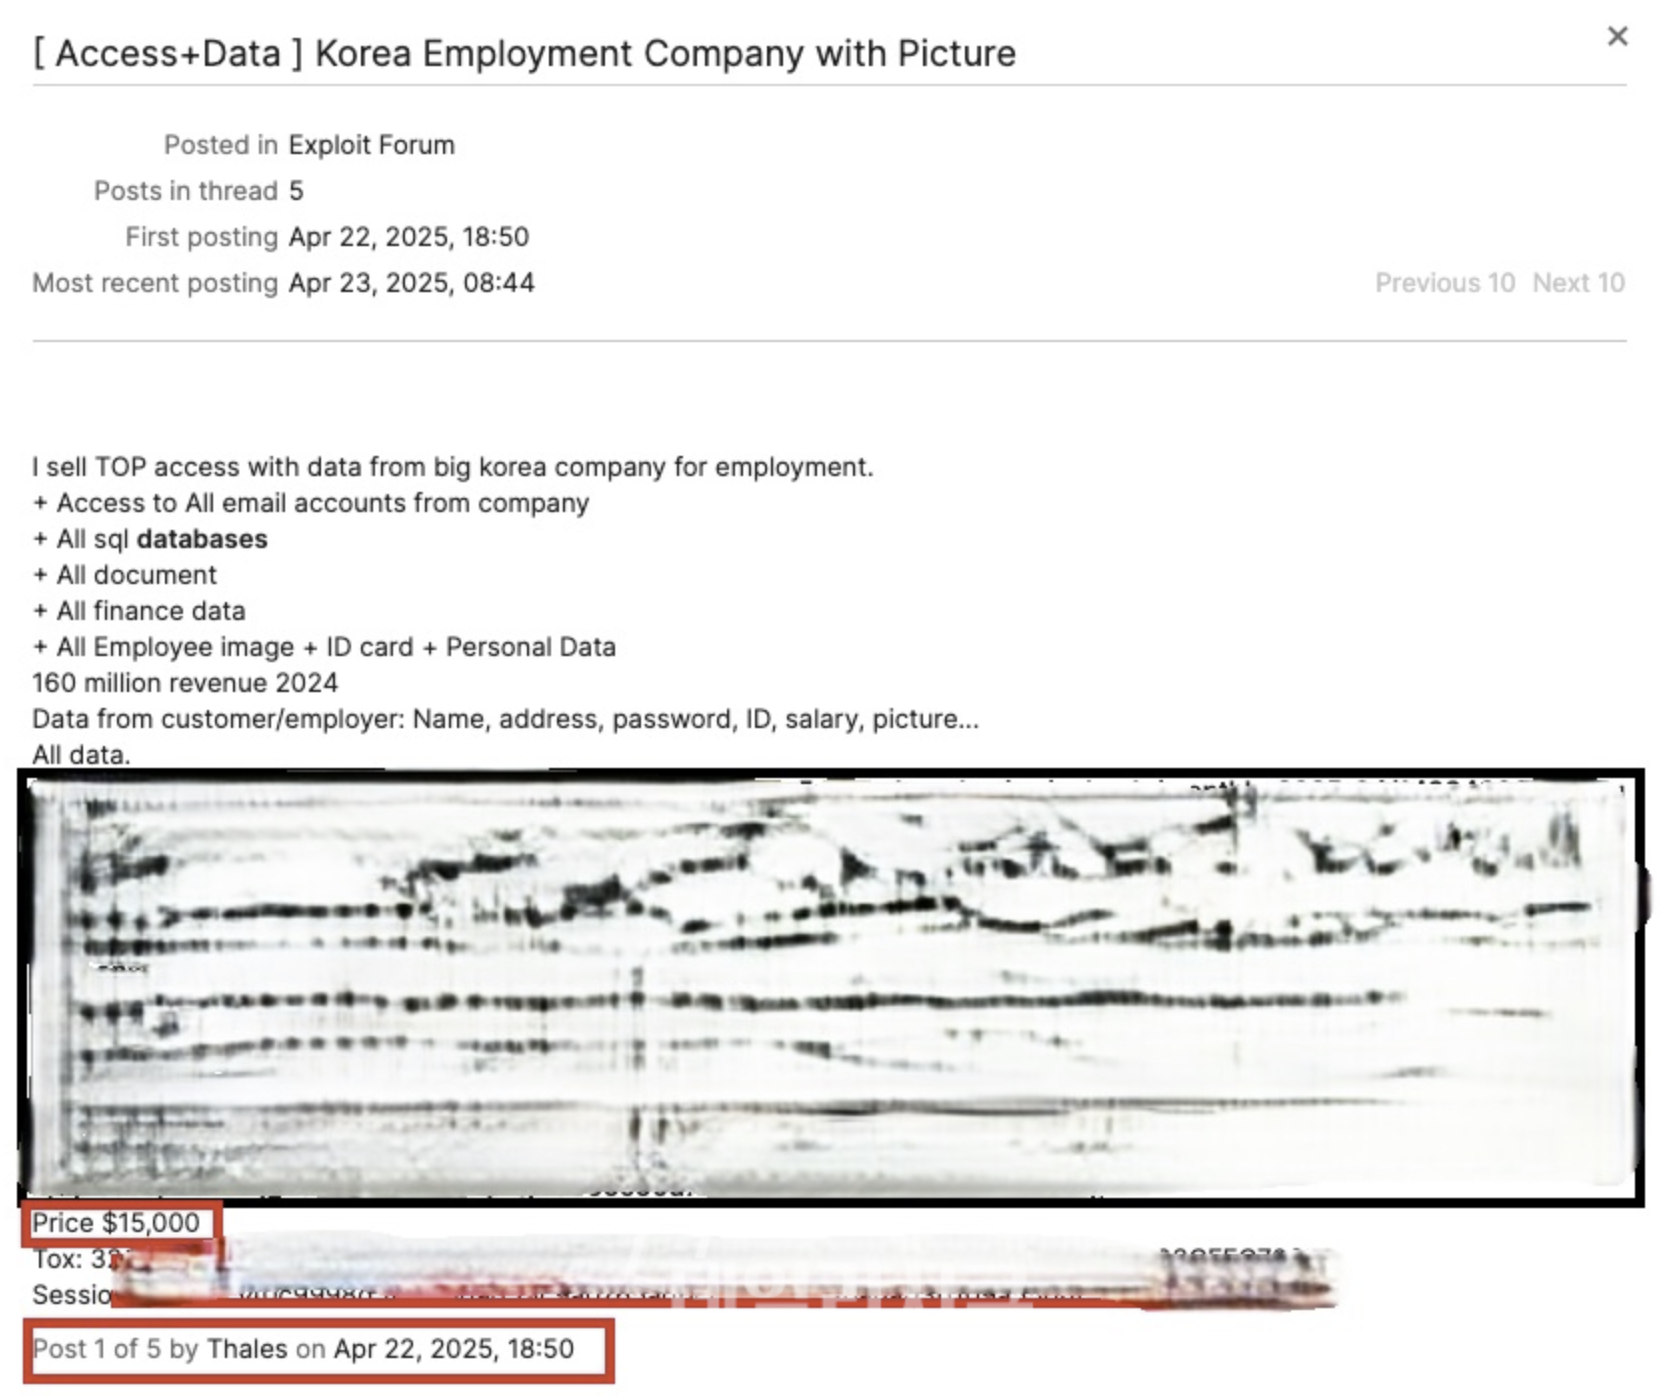 [ Access+Data ] Korea Employment Company with Picture
Posted in Exploit Forum
Posts in thread 5
First posting Apr 22, 2025, 18:50
Most recent posting Apr 23, 2025, 08:44
Previous 10 Next 10
I sell TOP access with data from big korea company for employment.
+ Access to All email accounts from company
+ All sql databases
+ All document
+ All finance data
+ All Employee image + ID card + Personal Data
160 million revenue 2024
Data from customer/employer: Name, address, password, ID, salary, picture...
All data.
Price $15,000
Tox:
Post 1 of 5 by Thales on Apr 22, 2025, 18:50